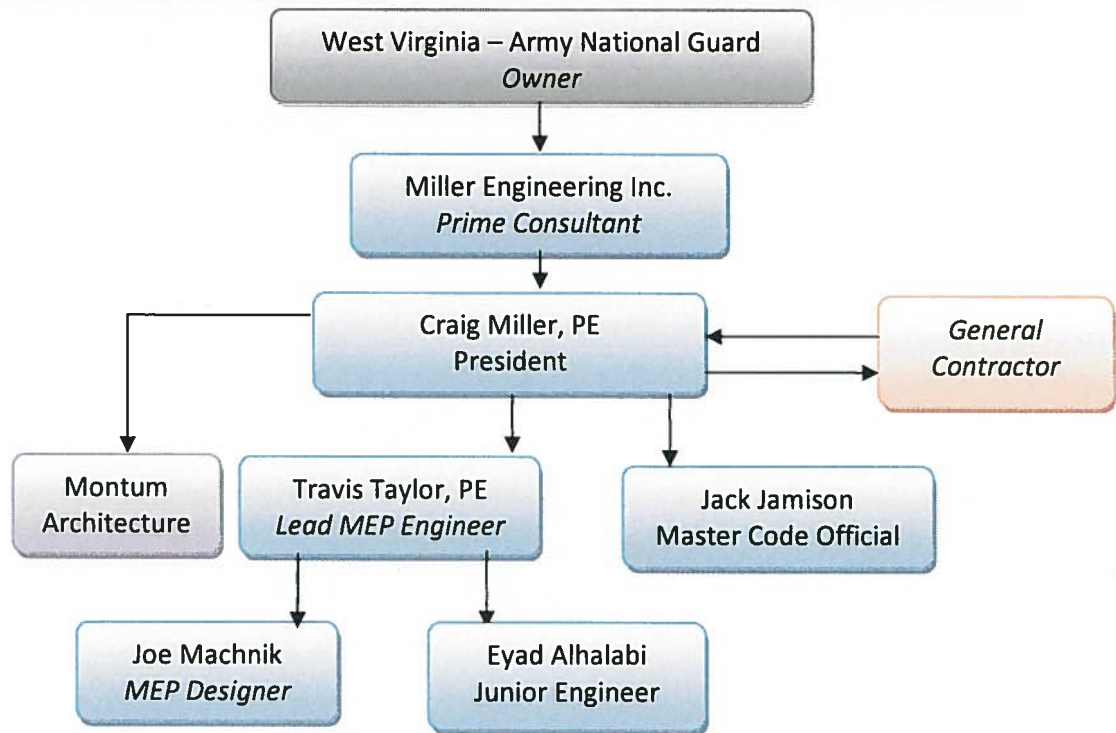 West Virginia – Army National Guard
Owner
Miller Engineering Inc.
Prime Consultant
Craig Miller, PE
President
General
Contractor
Montum
Architecture
Travis Taylor, PE
Lead MEP Engineer
Jack Jamison
Master Code Official
Joe Machnik
MEP Designer
Eyad Alhalabi
Junior Engineer